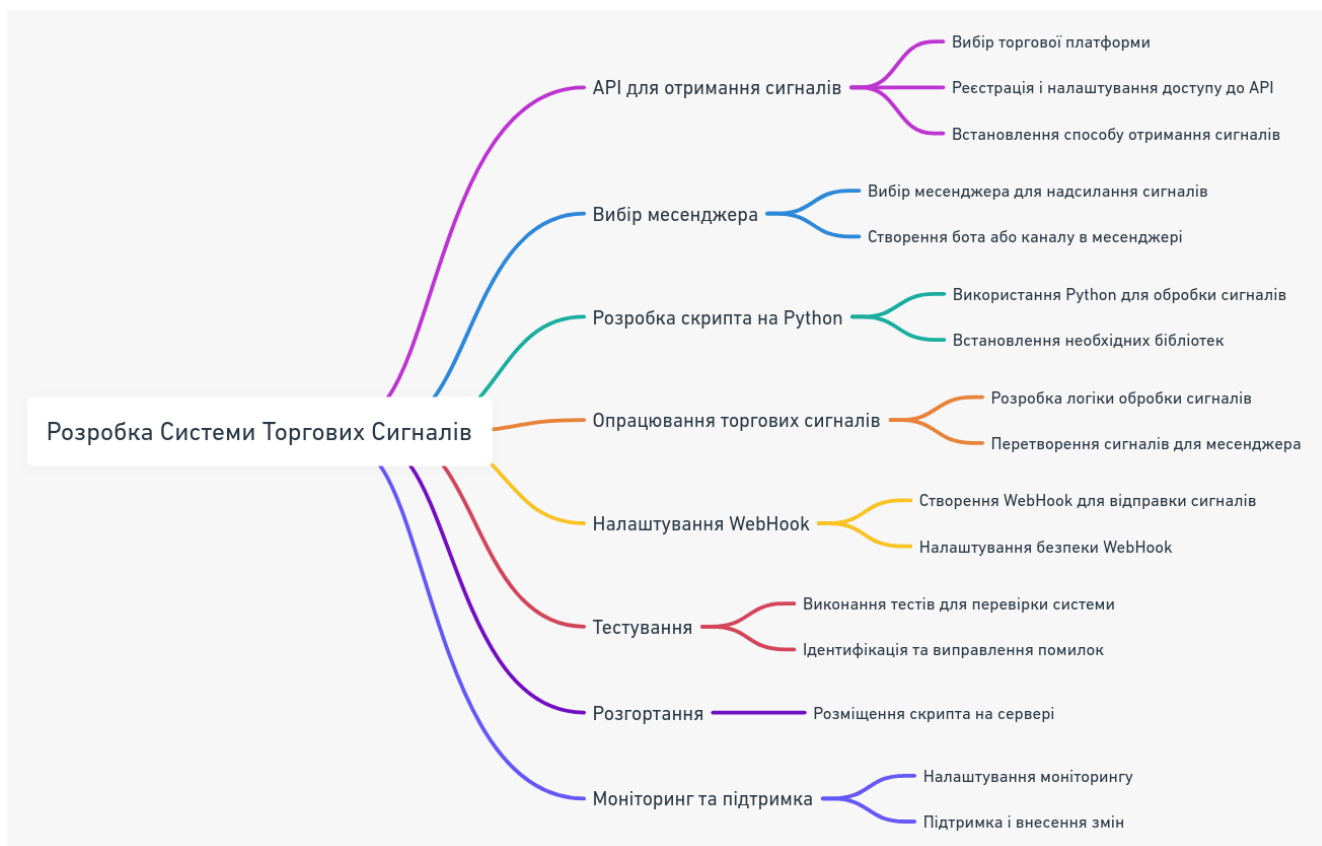 Розробка Системи Торгових Сигналів
API для отримання сигналів
Вибір торгової платформи
Реєстрація і налаштування доступу до API
Встановлення способу отримання сигналів
Вибір месенджера
Вибір месенджера для надсилання сигналів
Створення бота або каналу в месенджері
Розробка скрипта на Python
Використання Python для обробки сигналів
Встановлення необхідних бібліотек
Опрацювання торгових сигналів
Розробка логіки обробки сигналів
Перетворення сигналів для месенджера
Налаштування WebHook
Створення WebHook для відправки сигналів
Налаштування безпеки WebHook
Тестування
Виконання тестів для перевірки системи
Ідентифікація та виправлення помилок
Розгортання
Розміщення скрипта на сервері
Моніторинг та підтримка
Налаштування моніторингу
Підтримка і внесення змін